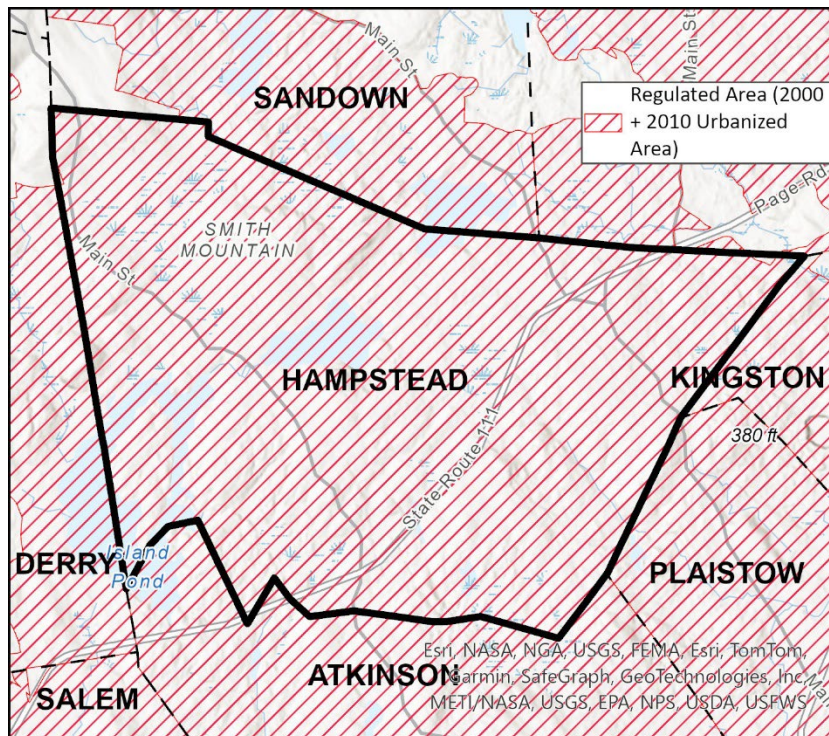 Main St
Main St
SANDOWN
Regulated Area (2000
+ 2010 Urbanized
Area)
Page Rd
SMITH
MOUNTAIN
Main St
HAMPSTEAD
KINGSTON
380 ft
State Route 111
DERRY
Island
Pond
PLAISTOW
ATKINSON
SALEM
Esri, NASA, NGA, USGS, FEMA, Esri, TomTom,
Garmin, SafeGraph, GeoTechnologies, Inc,
METI/NASA, USGS, EPA, NPS, USDA, USFWS
Main